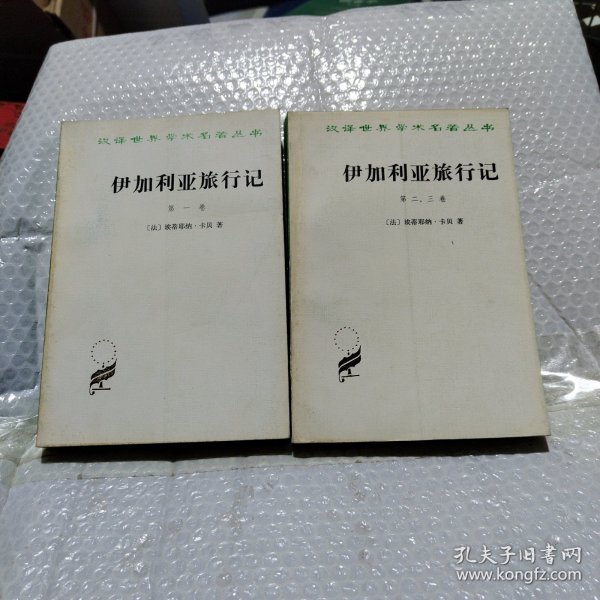 汉译世界学术名著丛书
伊加利亚旅行记
第一卷
〔法〕埃蒂耶纳·卡贝 著
汉译世界学术名著丛书
伊加利亚旅行记
第二、三卷
〔法〕埃蒂耶纳·卡贝 著
孔夫子旧书网
www.kongfz.com